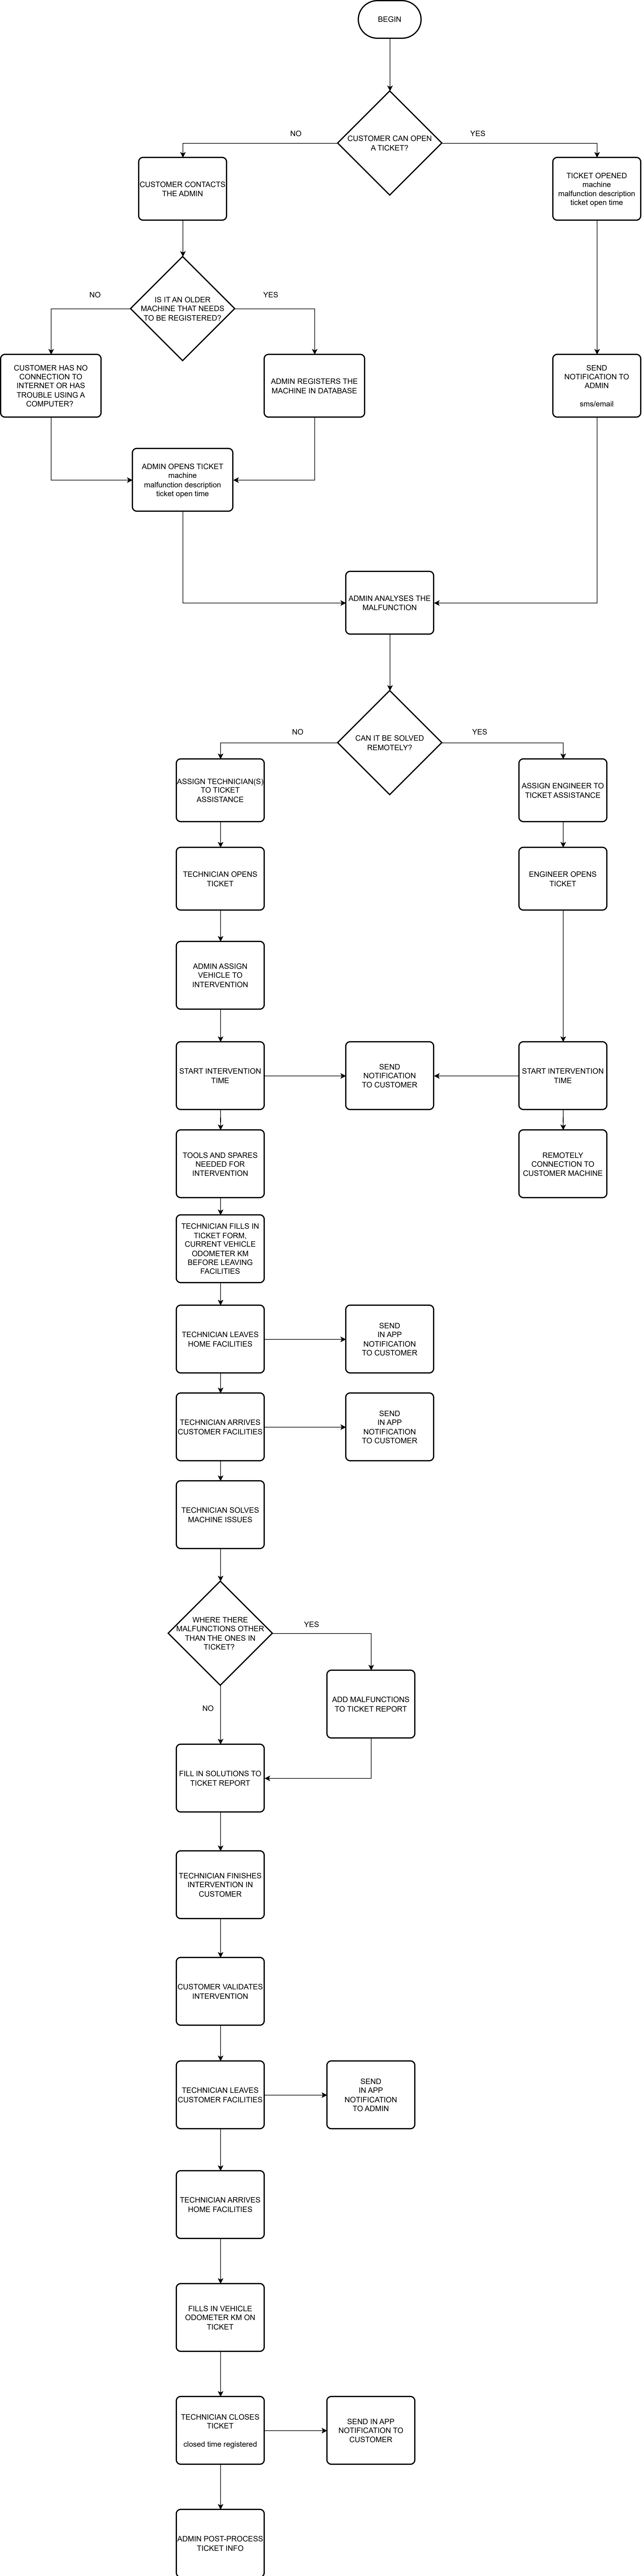 BEGIN
CUSTOMER CAN OPEN
A TICKET?
NO
YES
CUSTOMER CONTACTS
THE ADMIN
TICKET OPENED
machine
malfunction description
ticket open time
IS IT AN OLDER
MACHINE THAT NEEDS
TO BE REGISTERED?
NO
YES
CUSTOMER HAS NO
CONNECTION TO
INTERNET OR HAS
TROUBLE USING A
COMPUTER?
ADMIN REGISTERS THE
MACHINE IN DATABASE
SEND
NOTIFICATION TO
ADMIN
sms/email
ADMIN OPENS TICKET
machine
malfunction description
ticket open time
ADMIN ANALYSES THE
MALFUNCTION
CAN IT BE SOLVED
REMOTELY?
NO
YES
ASSIGN TECHNICIAN(S)
TO TICKET
ASSISTANCE
ASSIGN ENGINEER TO
TICKET ASSISTANCE
TECHNICIAN OPENS
TICKET
ENGINEER OPENS
TICKET
ADMIN ASSIGN
VEHICLE TO
INTERVENTION
START INTERVENTION
TIME
SEND
NOTIFICATION
TO CUSTOMER
START INTERVENTION
TIME
TOOLS AND SPARES
NEEDED FOR
INTERVENTION
REMOTELY
CONNECTION TO
CUSTOMER MACHINE
TECHNICIAN FILLS IN
TICKET FORM,
CURRENT VEHICLE
ODOMETER KM
BEFORE LEAVING
FACILITIES
TECHNICIAN LEAVES
HOME FACILITIES
SEND
IN APP
NOTIFICATION
TO CUSTOMER
TECHNICIAN ARRIVES
CUSTOMER FACILITIES
SEND
IN APP
NOTIFICATION
TO CUSTOMER
TECHNICIAN SOLVES
MACHINE ISSUES
WHERE THERE
MALFUNCTIONS OTHER
THAN THE ONES IN
TICKET?
YES
NO
ADD MALFUNCTIONS
TO TICKET REPORT
FILL IN SOLUTIONS TO
TICKET REPORT
TECHNICIAN FINISHES
INTERVENTION IN
CUSTOMER
CUSTOMER VALIDATES
INTERVENTION
TECHNICIAN LEAVES
CUSTOMER FACILITIES
SEND
IN APP
NOTIFICATION
TO ADMIN
TECHNICIAN ARRIVES
HOME FACILITIES
FILLS IN VEHICLE
ODOMETER KM ON
TICKET
TECHNICIAN CLOSES
TICKET
closed time registered
SEND IN APP
NOTIFICATION TO
CUSTOMER
ADMIN POST-PROCESS
TICKET INFO